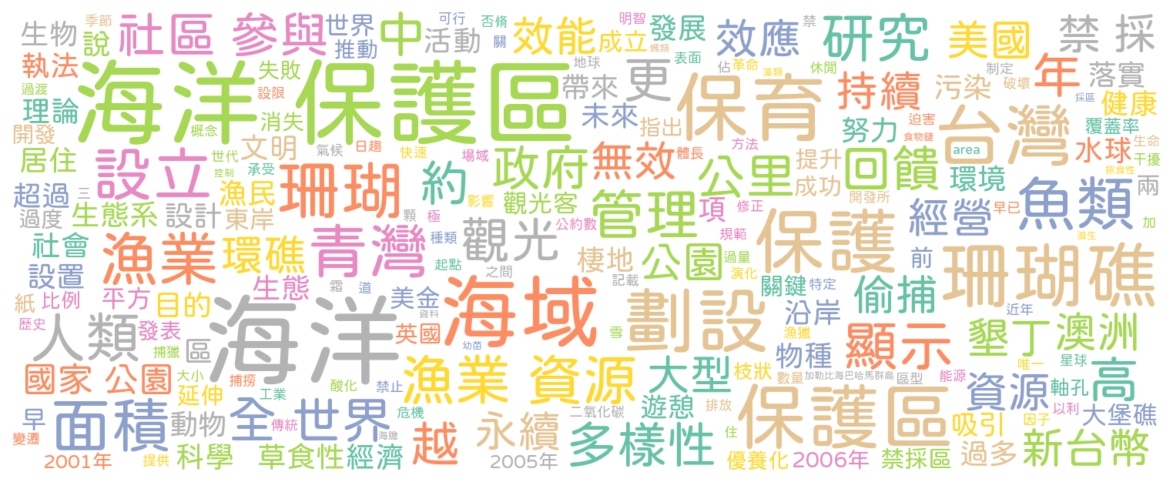 生物 季節 社區 參與 世界 中 可行 否 效能 明智 發展 效應 研究 美國 禁 採
執法 說 推動 活動 關 成立 表面 禁 落實
過渡 理論 失敗 設限 海洋 保護區 帶來 地球 更 佔 革命 休閒 保育 持續 制定 破壞 年 污染 採區 健康
開發 概念 消失 日趨 未來 指出 努力 迫害 食物鏈 台灣 覆蓋率 生命
居住 世代 文明 氣候 快速 場域 政府 無效 體長 方法 提升 回饋 area 水球 干擾
超過 三 設立 控制 承受 珊瑚 約 影響 觀光客 公里 成功 開發所 環境 兩
過度 生態系 設計 漁民 東岸 顆 極 公約數 管理 項 修正 經營 早已 魚類 加
社會 漁業 環礁 青灣 種類 觀光 規範 過量 保護 前
設置 起點 之間 棲地 公園 演化 關鍵 特定 珊瑚礁
紙 比例 平方 目的 生態 霜 道 美金 資料 記載 沿岸 偷捕 近年
歷史 發表 海洋 英國 海域 雪 劃設 漁獵 顯示 墾丁 澳洲
人類 捕獵 區 幼苗 物種 唯一 星球
國家 公園 大小 延伸 捕撈 工業 酸化 禁止 漁業 資源 大型 枝狀 數量 加勒比海巴哈馬群島 區型 能源 資源 軸孔 高
早 面積 動物 全 世界 傳統 危機 越 永續 二氧化碳 遊憩 排放 保護區 吸引 以利 因子 大堡礁
變遷 2001年 提供 科學 草食性 經濟 海膽 2005年 多樣性 住 優養化 2006年 禁採區 過多 新台幣